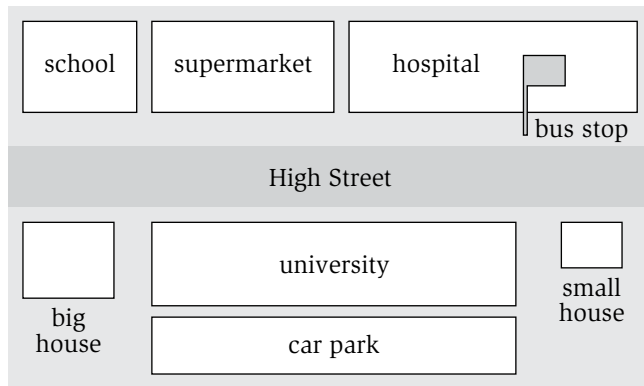 school
supermarket
hospital
bus stop
High Street
big
house
university
car park
small
house